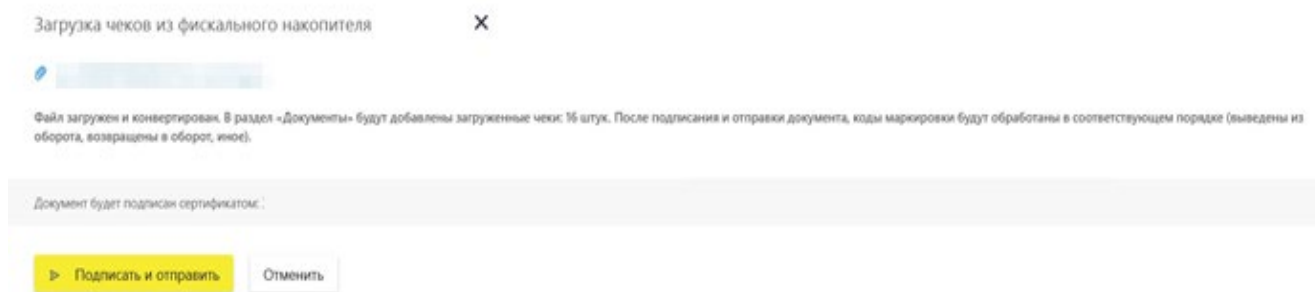 Загрузка чеков из фискального накопителя
Файл загружен и конвертирован. В раздел «Документы» будут добавлены загруженные чеки: 16 штук. После подписания и отправки документа, коды маркировки будут обработаны в соответствующем порядке (выведены из
оборота, возвращены в оборот, иное).
Документ будет подписан сертификатом:
Подписать и отправить Отменить